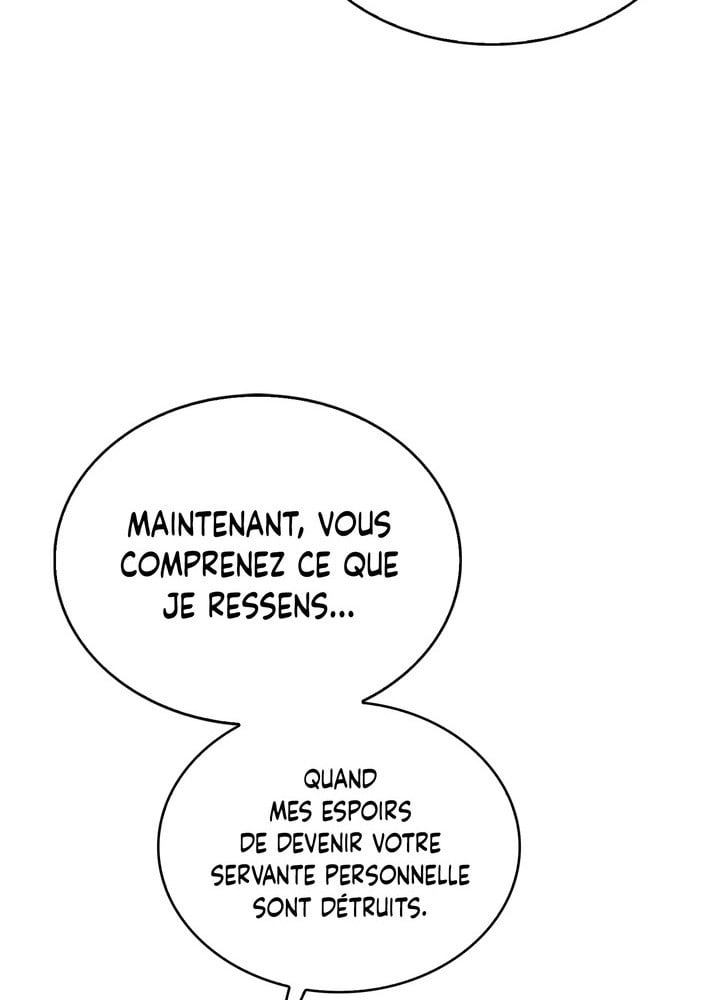 MAINTENANT, VOUS
COMPRENEZ CE QUE
JE RESSENS...
QUAND
MES ESPOIRS
DE DEVENIR VOTRE
SERVANTE PERSONNELLE
SONT DÉTRUITS.